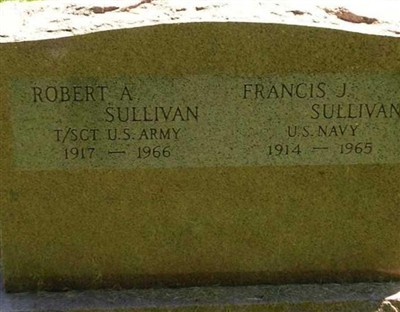 ROBERT A. SULLIVAN
T/SGT U.S. ARMY
1917 — 1966
FRANCIS J. SULLIVAN
U.S. NAVY
1914 — 1965